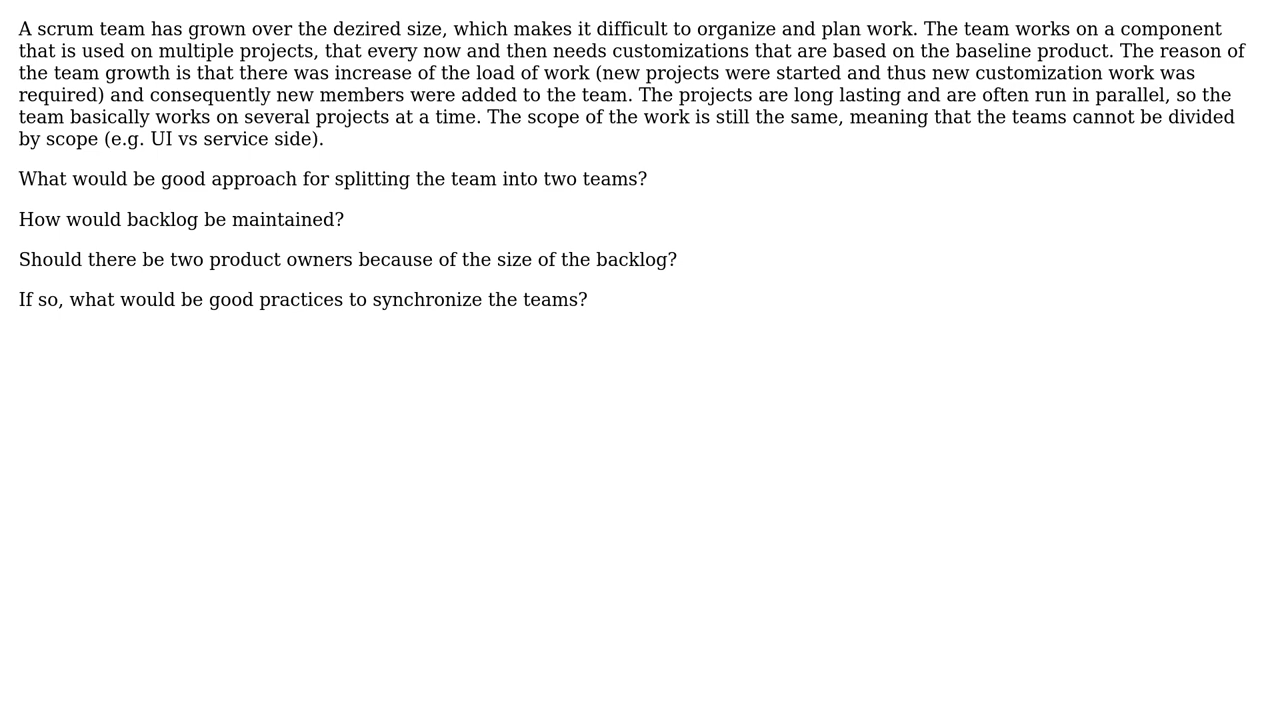 A scrum team has grown over the dezired size, which makes it difficult to organize and plan work. The team works on a component
that is used on multiple projects, that every now and then needs customizations that are based on the baseline product. The reason of
the team growth is that there was increase of the load of work (new projects were started and thus new customization work was
required) and consequently new members were added to the team. The projects are long lasting and are often run in parallel, so the
team basically works on several projects at a time. The scope of the work is still the same, meaning that the teams cannot be divided
by scope (e.g. UI vs service side).
What would be good approach for splitting the team into two teams?
How would backlog be maintained?
Should there be two product owners because of the size of the backlog?
If so, what would be good practices to synchronize the teams?